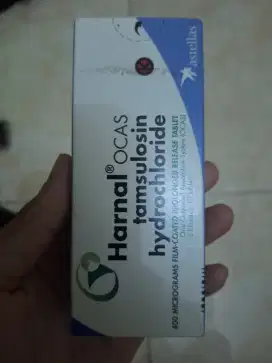 astellas
Harnal® OCAS
tamsulosin
hydrochloride
400 MICROGRAMS FILM-COATED PROLONGED RELEASE TABLET